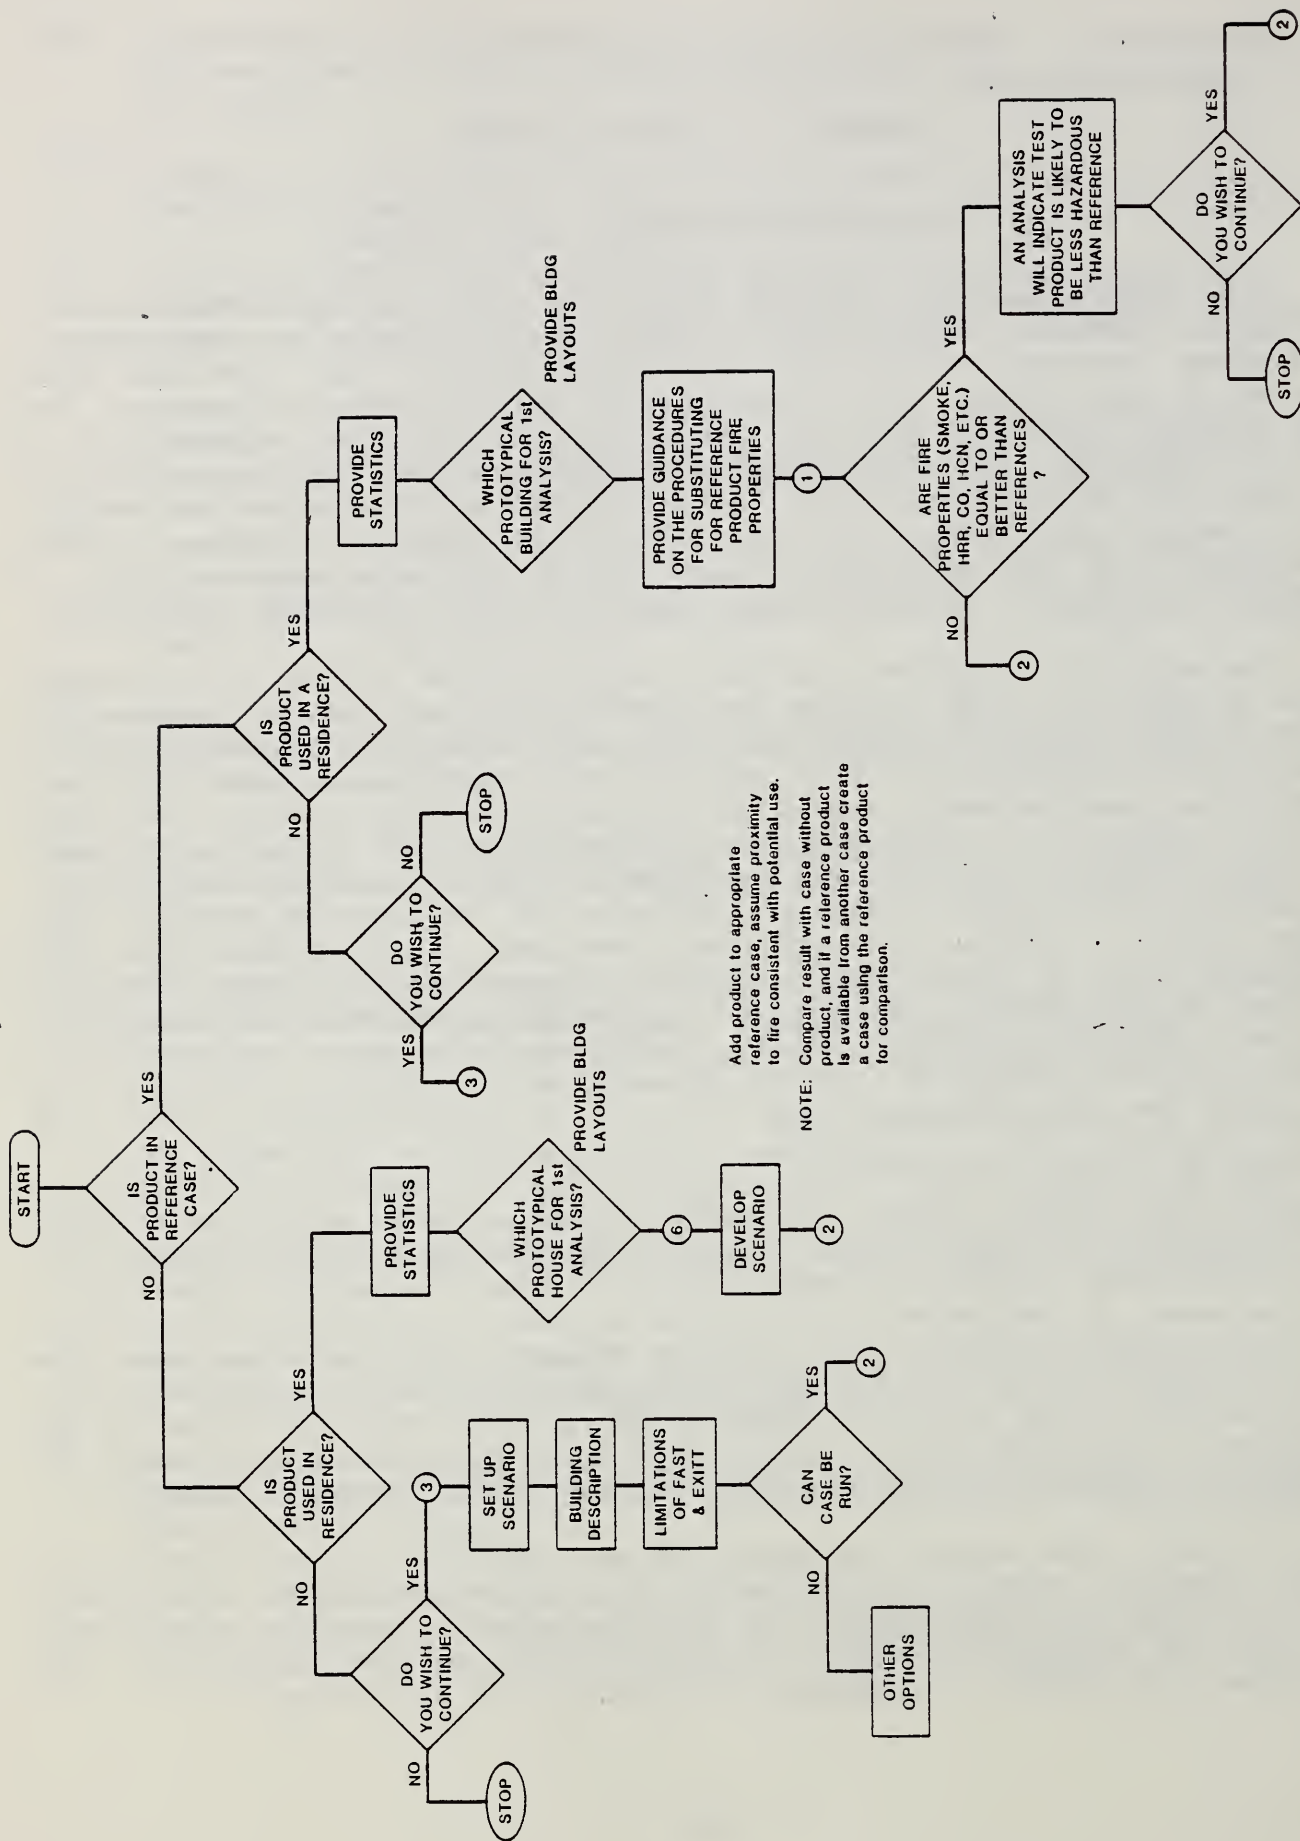 START
IS
PRODUCT IN
REFERENCE
CASE?
NO
YES
IS
PRODUCT
USED IN
RESIDENCE?
NO
YES
DO
YOU WISH TO
CONTINUE?
NO
STOP
YES
3
SET UP
SCENARIO
BUILDING
DESCRIPTION
LIMITATIONS
OF FAST
& EXITT
CAN
CASE BE
RUN?
NO
OTHER
OPTIONS
YES
2
PROVIDE
STATISTICS
WHICH
PROTOTYPICAL
HOUSE FOR 1st
ANALYSIS?
PROVIDE BLDG
LAYOUTS
6
DEVELOP
SCENARIO
2
Add product to appropriate
reference case, assume proximity
to fire consistent with potential use.
NOTE: Compare result with case without
product, and if a reference product
is available from another case create
a case using the reference product
for comparison.
IS
PRODUCT
USED IN A
RESIDENCE?
NO
YES
DO
YOU WISH TO
CONTINUE?
YES
3
NO
STOP
PROVIDE
STATISTICS
WHICH
PROTOTYPICAL
BUILDING FOR 1st
ANALYSIS?
PROVIDE BLDG
LAYOUTS
PROVIDE GUIDANCE
ON THE PROCEDURES
FOR SUBSTITUTING
FOR REFERENCE
PRODUCT FIRE
PROPERTIES
1
ARE FIRE
PROPERTIES (SMOKE,
HRR, CO, HCN, ETC.)
EQUAL TO OR
BETTER THAN
REFERENCES
?
NO
2
YES
AN ANALYSIS
WILL INDICATE TEST
PRODUCT IS LIKELY TO
BE LESS HAZARDOUS
THAN REFERENCE
DO
YOU WISH TO
CONTINUE?
NO
STOP
YES
2